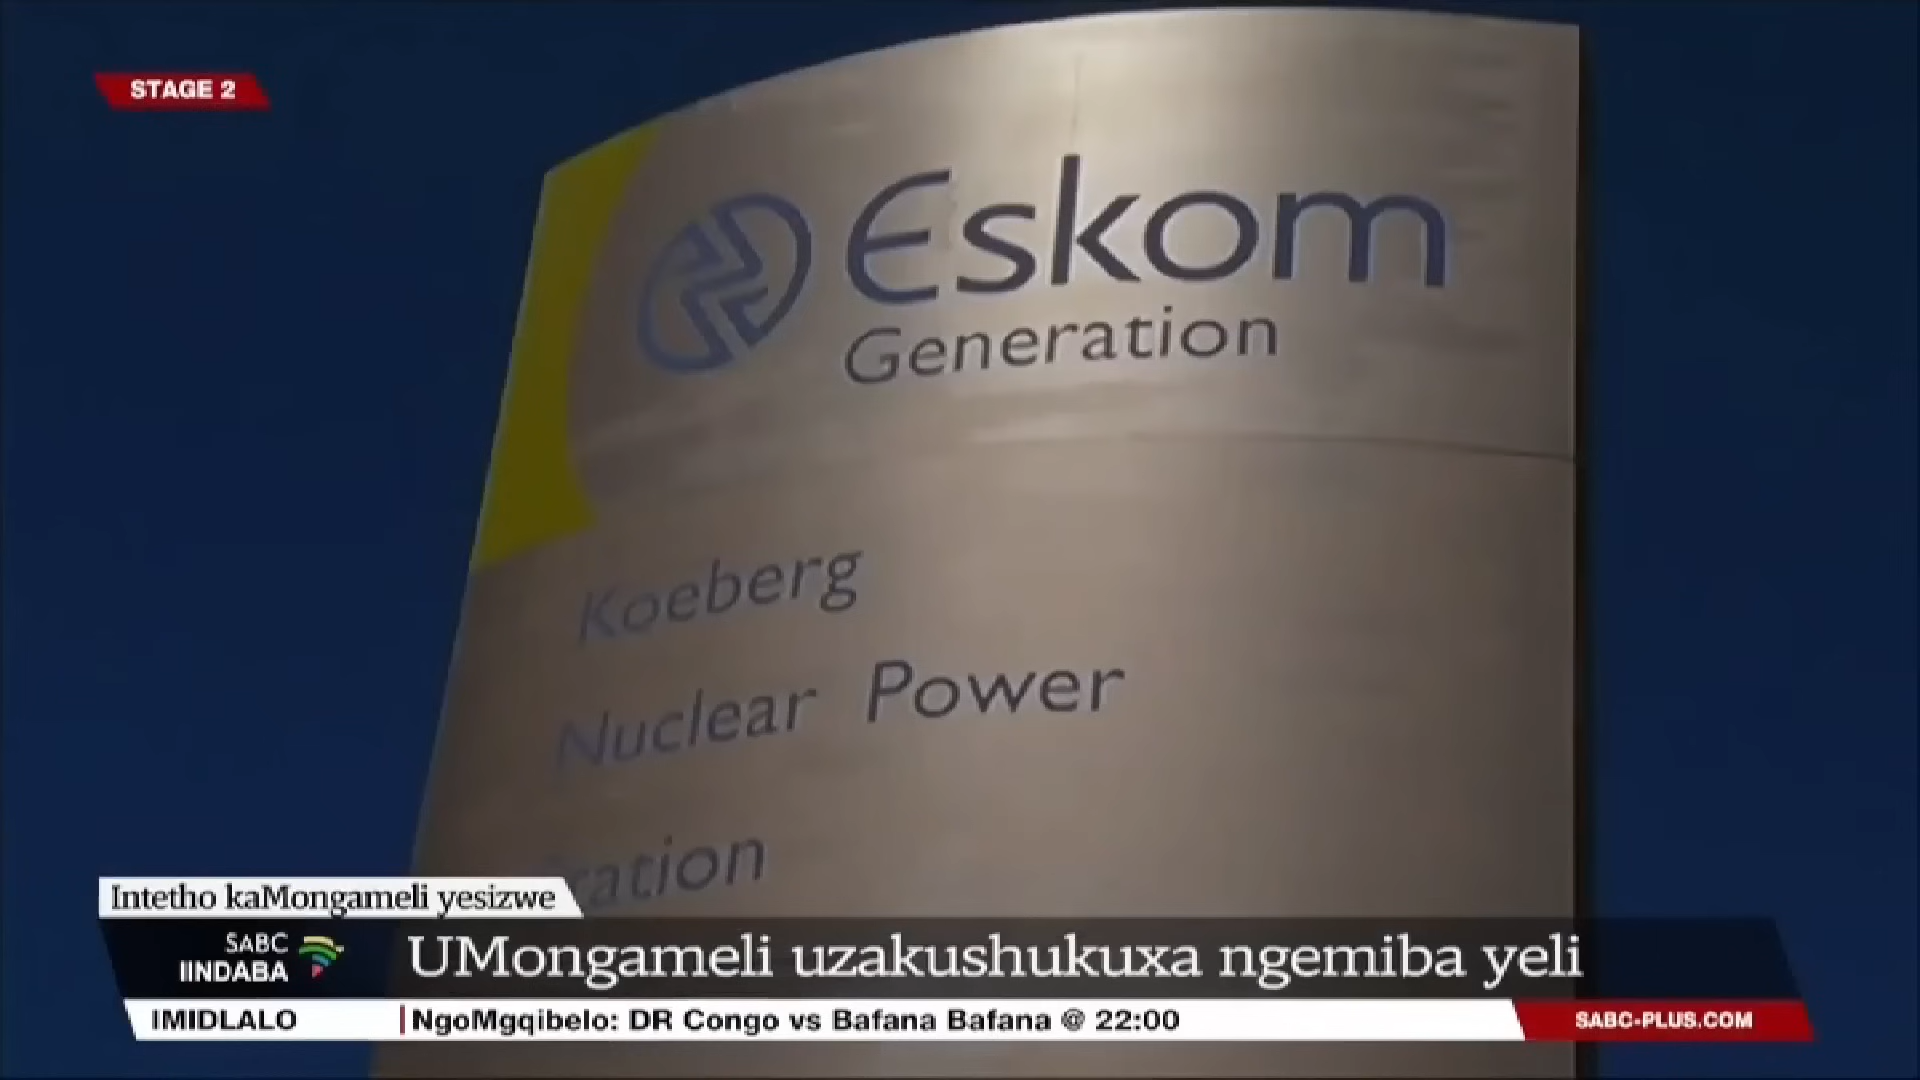 STAGE 2
Eskom
Generation
Koeberg
Nuclear Power
ration
Intetho kaMongameli yesizwe
SABC
IINDABA
UMongameli uzakushukuxa ngemiba yeli
IMIDLALO
NgoMgqibelo: DR Congo vs Bafana Bafana @ 22:00
SABC-PLUS.COM